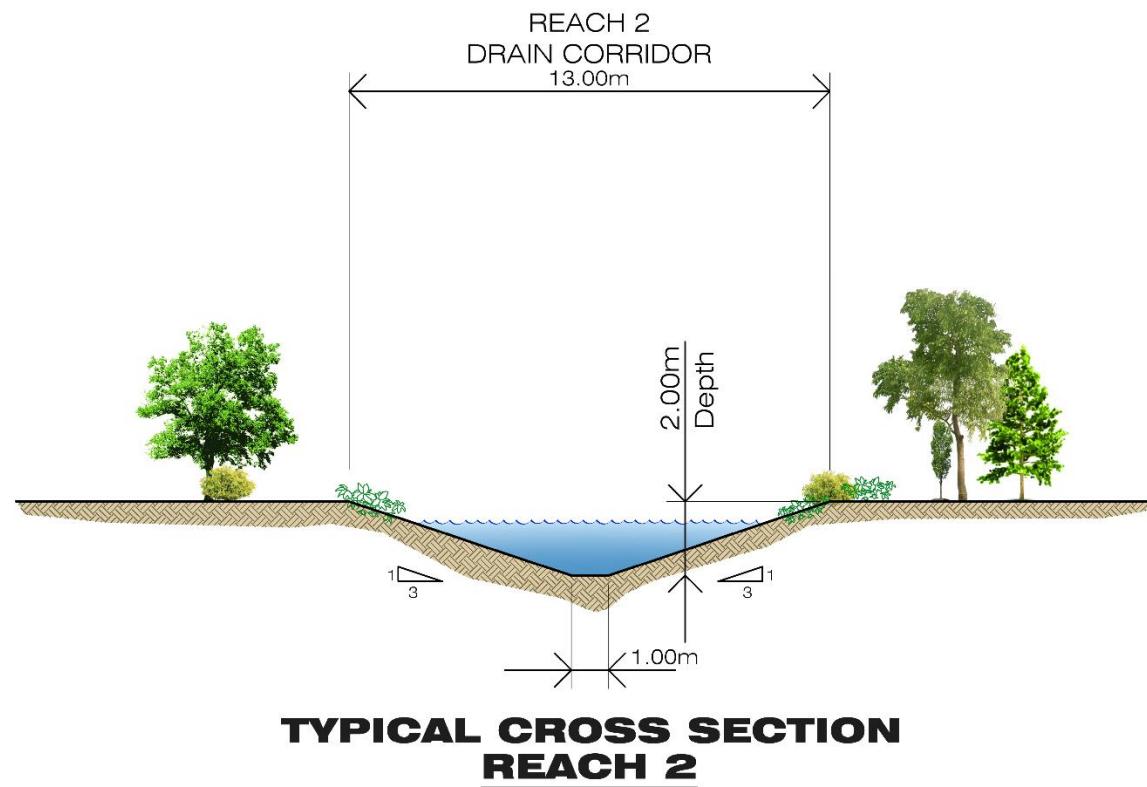 REACH 2
DRAIN CORRIDOR
13.00m
2.00m
Depth
1
3
1
3
1.00m
TYPICAL CROSS SECTION
REACH 2